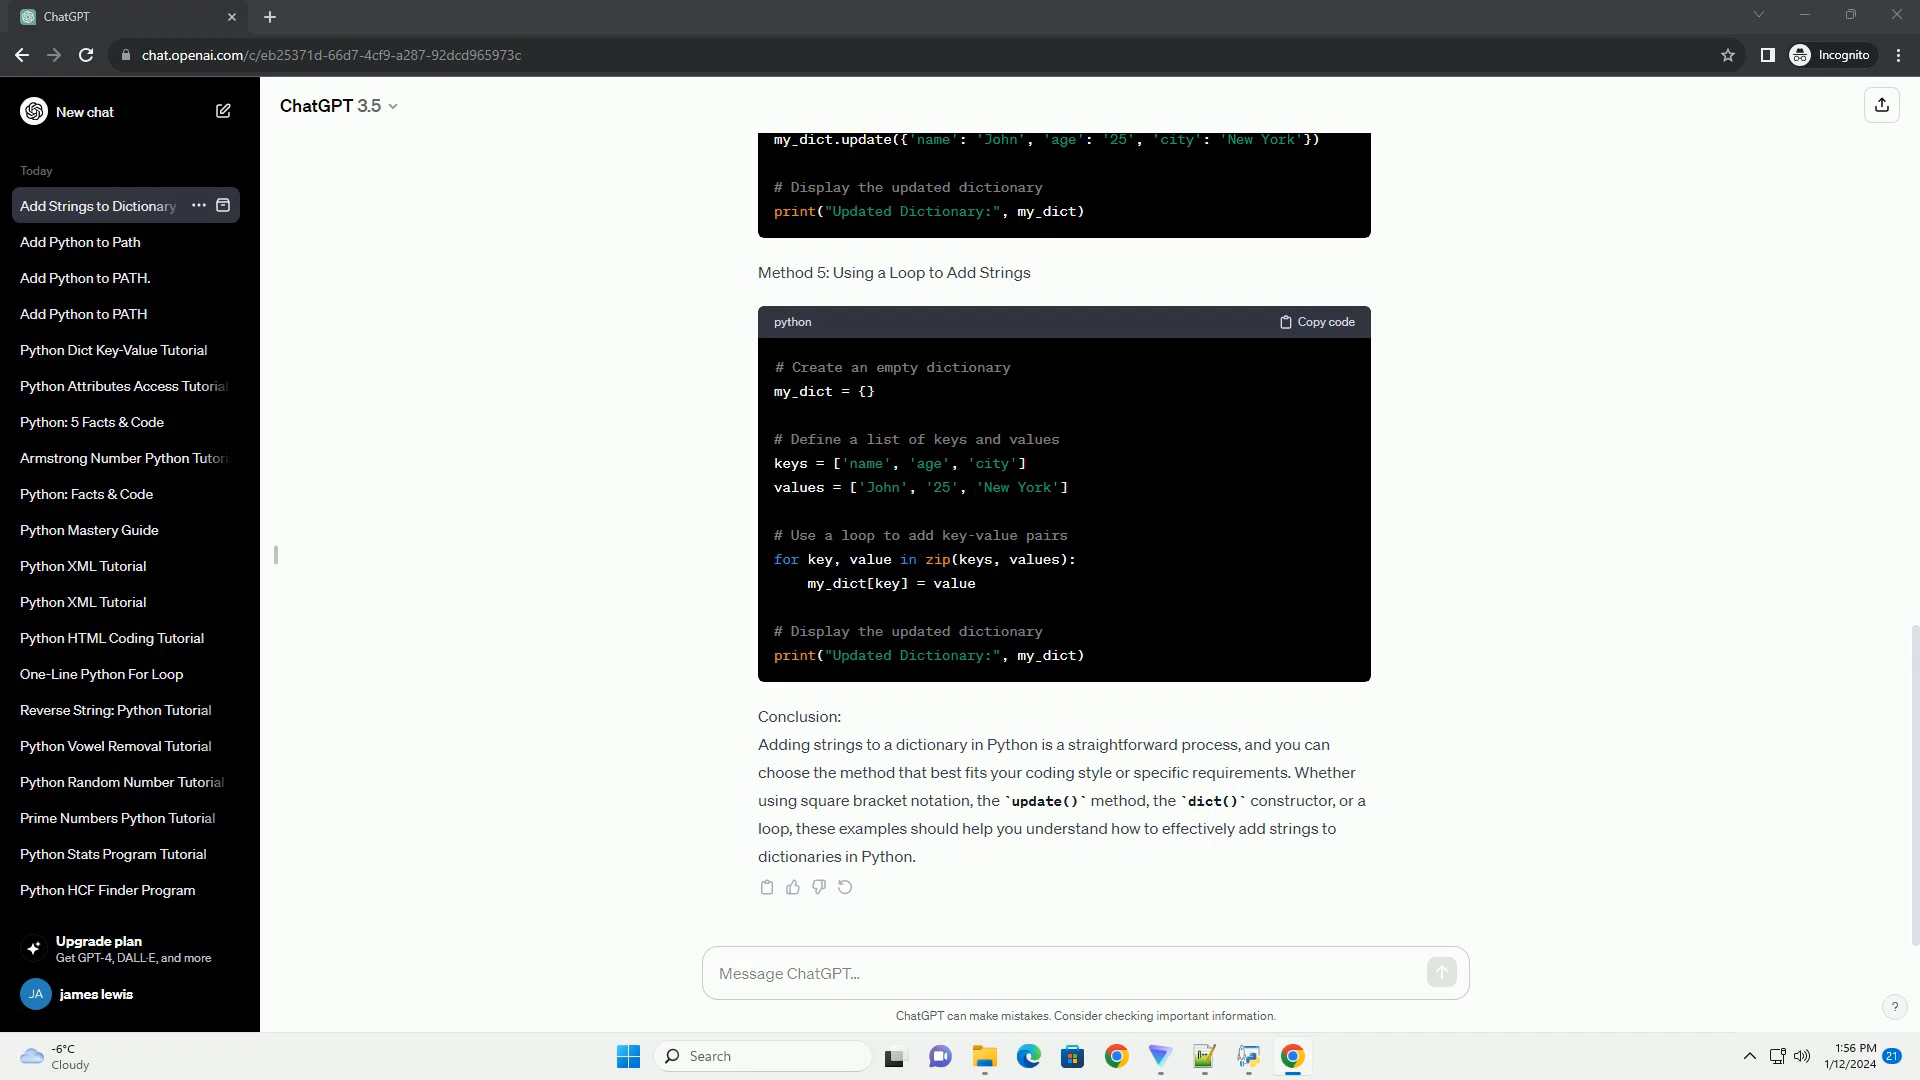 ChatGPT
chat.openai.com/c/eb25371d-66d7-4cf9-a287-92dcd965973c
Incognito
New chat
Today
Add Strings to Dictionary
Add Python to Path
Add Python to PATH.
Add Python to PATH
Python Dict Key-Value Tutorial
Python Attributes Access Tutorial
Python: 5 Facts & Code
Armstrong Number Python Tutori
Python: Facts & Code
Python Mastery Guide
Python XML Tutorial
Python XML Tutorial
Python HTML Coding Tutorial
One-Line Python For Loop
Reverse String: Python Tutorial
Python Vowel Removal Tutorial
Python Random Number Tutorial
Prime Numbers Python Tutorial
Python Stats Program Tutorial
Python HCF Finder Program
Upgrade plan
Get GPT-4, DALL·E, and more
JA
james lewis
ChatGPT 3.5
my_dict.update({'name': 'John', 'age': '25', 'city': 'New York'})
# Display the updated dictionary
print("Updated Dictionary:", my_dict)
Method 5: Using a Loop to Add Strings
python
Copy code
# Create an empty dictionary
my_dict = {}
# Define a list of keys and values
keys = ['name', 'age', 'city']
values = ['John', '25', 'New York']
# Use a loop to add key-value pairs
for key, value in zip(keys, values):
my_dict[key] = value
# Display the updated dictionary
print("Updated Dictionary:", my_dict)
Conclusion:
Adding strings to a dictionary in Python is a straightforward process, and you can
choose the method that best fits your coding style or specific requirements. Whether
using square bracket notation, the `update()` method, the `dict()` constructor, or a
loop, these examples should help you understand how to effectively add strings to
dictionaries in Python.
Message ChatGPT...
ChatGPT can make mistakes. Consider checking important information.
?
-6°C
Cloudy
Search
1:56 PM
1/12/2024
21